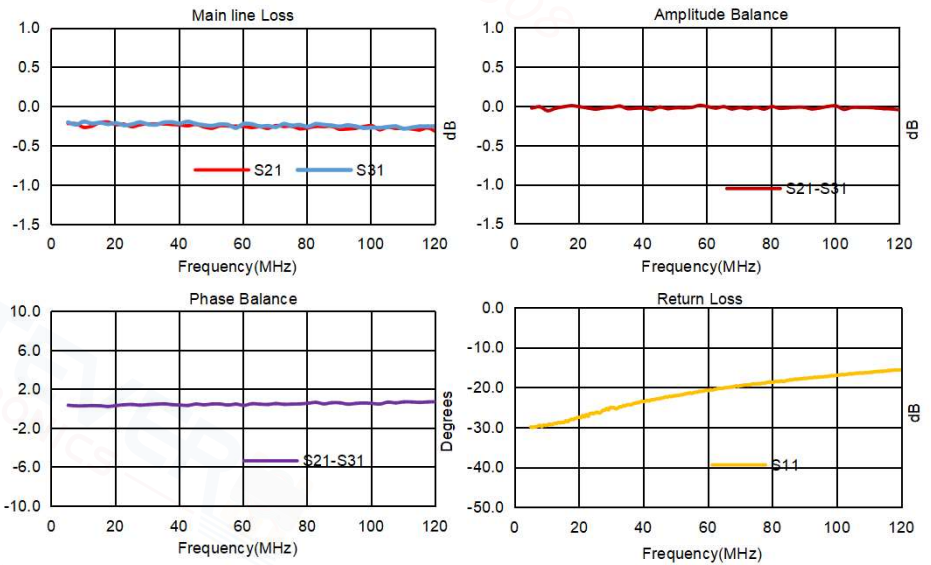 Main line Loss
1.0
0.5
0.0
-0.5
-1.0
-1.5
S21 S31
dB
0 20 40 60 80 100 120
Frequency(MHz)
Amplitude Balance
1.0
0.5
0.0
-0.5
-1.0
-1.5
S21-S31
dB
0 20 40 60 80 100 120
Frequency(MHz)
Phase Balance
10.0
6.0
2.0
-2.0
-6.0
-10.0
S21-S31
Degrees
0 20 40 60 80 100 120
Frequency(MHz)
Return Loss
0.0
-10.0
-20.0
-30.0
-40.0
-50.0
S11
dB
0 20 40 60 80 100 120
Frequency(MHz)